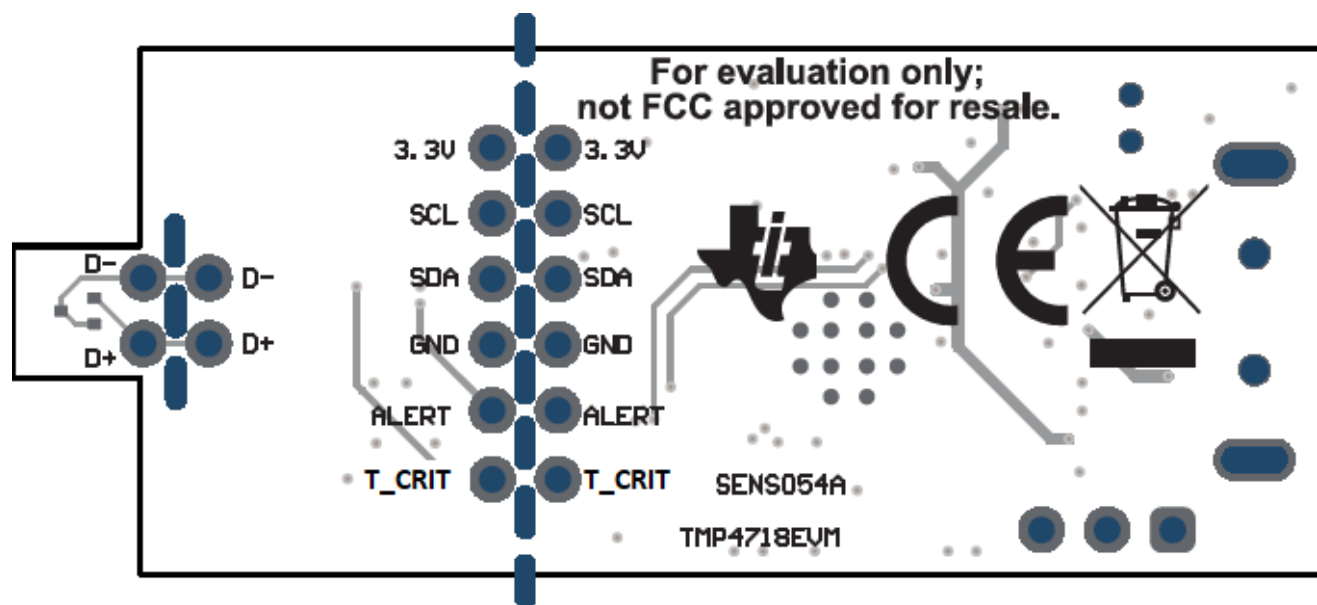 For evaluation only;
not FCC approved for resale.
3.3V 3.3V
SCL SCL
D- D- SDA SDA
D+ D+ GND GND
ALERT ALERT
T_CRIT T_CRIT
SENS054A
TMP4718EVM
CE